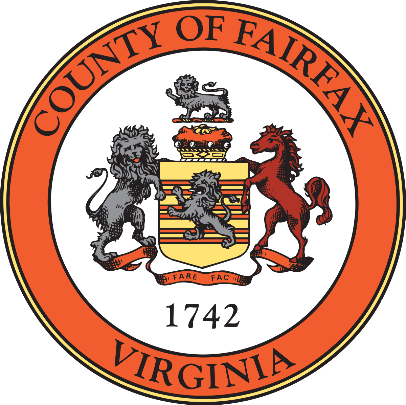 COUNTY OF FAIRFAX
FARE FAC
1742
VIRGINIA